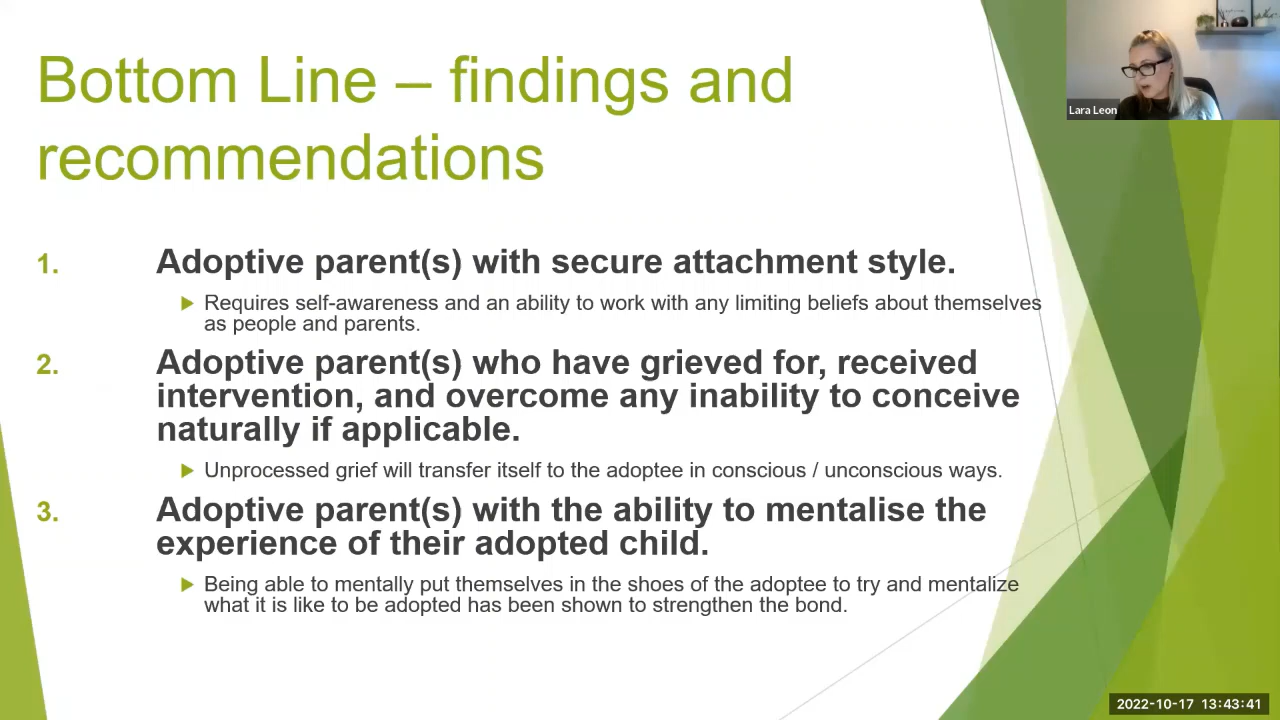 Bottom Line – findings and
recommendations
Lara Leon
1. Adoptive parent(s) with secure attachment style.
Requires self-awareness and an ability to work with any limiting beliefs about themselves
as people and parents.
2. Adoptive parent(s) who have grieved for, received
intervention, and overcome any inability to conceive
naturally if applicable.
Unprocessed grief will transfer itself to the adoptee in conscious / unconscious ways.
3. Adoptive parent(s) with the ability to mentalise the
experience of their adopted child.
Being able to mentally put themselves in the shoes of the adoptee to try and mentalize
what it is like to be adopted has been shown to strengthen the bond.
2022-10-17 13:43:41